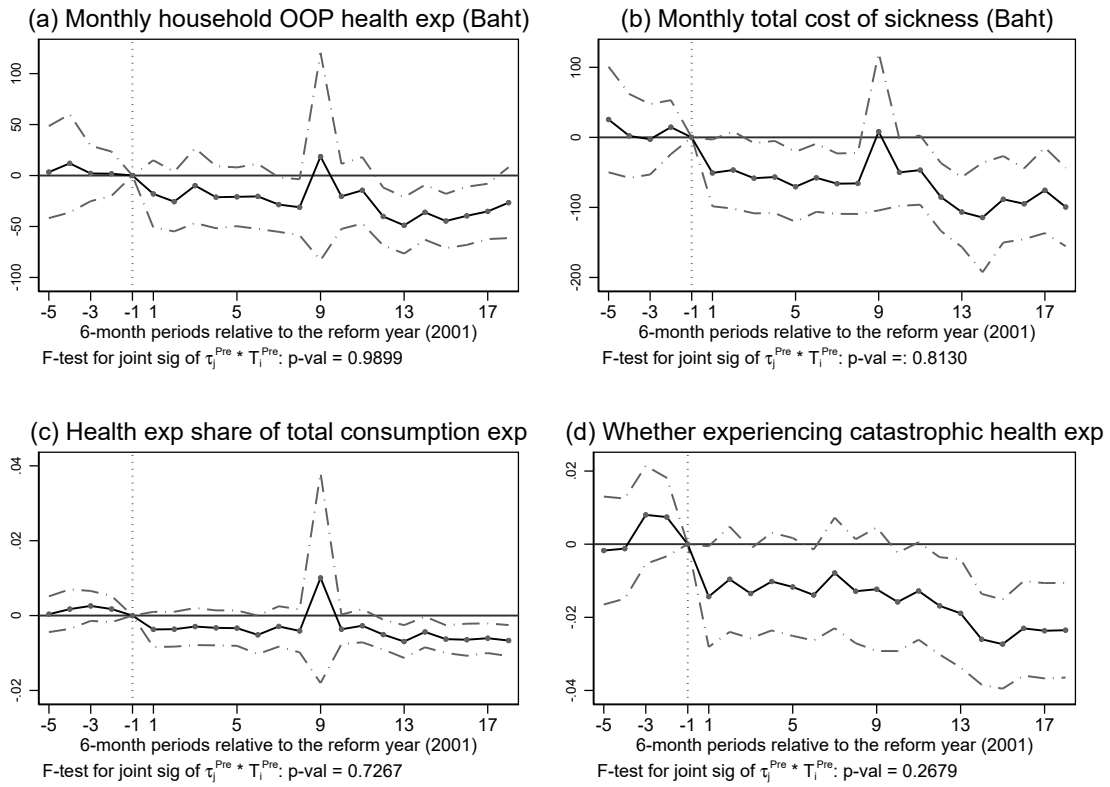 (a) Monthly household OOP health exp (Baht)
100
50
0
-50
-100
-5 -3 -1 1 5 9 13 17
6-month periods relative to the reform year (2001)
F-test for joint sig of τj^Pre * Ti^Pre: p-val = 0.9899
(b) Monthly total cost of sickness (Baht)
100
0
-100
-200
-5 -3 -1 1 5 9 13 17
6-month periods relative to the reform year (2001)
F-test for joint sig of τj^Pre * Ti^Pre: p-val =: 0.8130
(c) Health exp share of total consumption exp
.04
.02
0
-.02
-5 -3 -1 1 5 9 13 17
6-month periods relative to the reform year (2001)
F-test for joint sig of τj^Pre * Ti^Pre: p-val = 0.7267
(d) Whether experiencing catastrophic health exp
.02
0
-.02
-.04
-5 -3 -1 1 5 9 13 17
6-month periods relative to the reform year (2001)
F-test for joint sig of τj^Pre * Ti^Pre: p-val = 0.2679